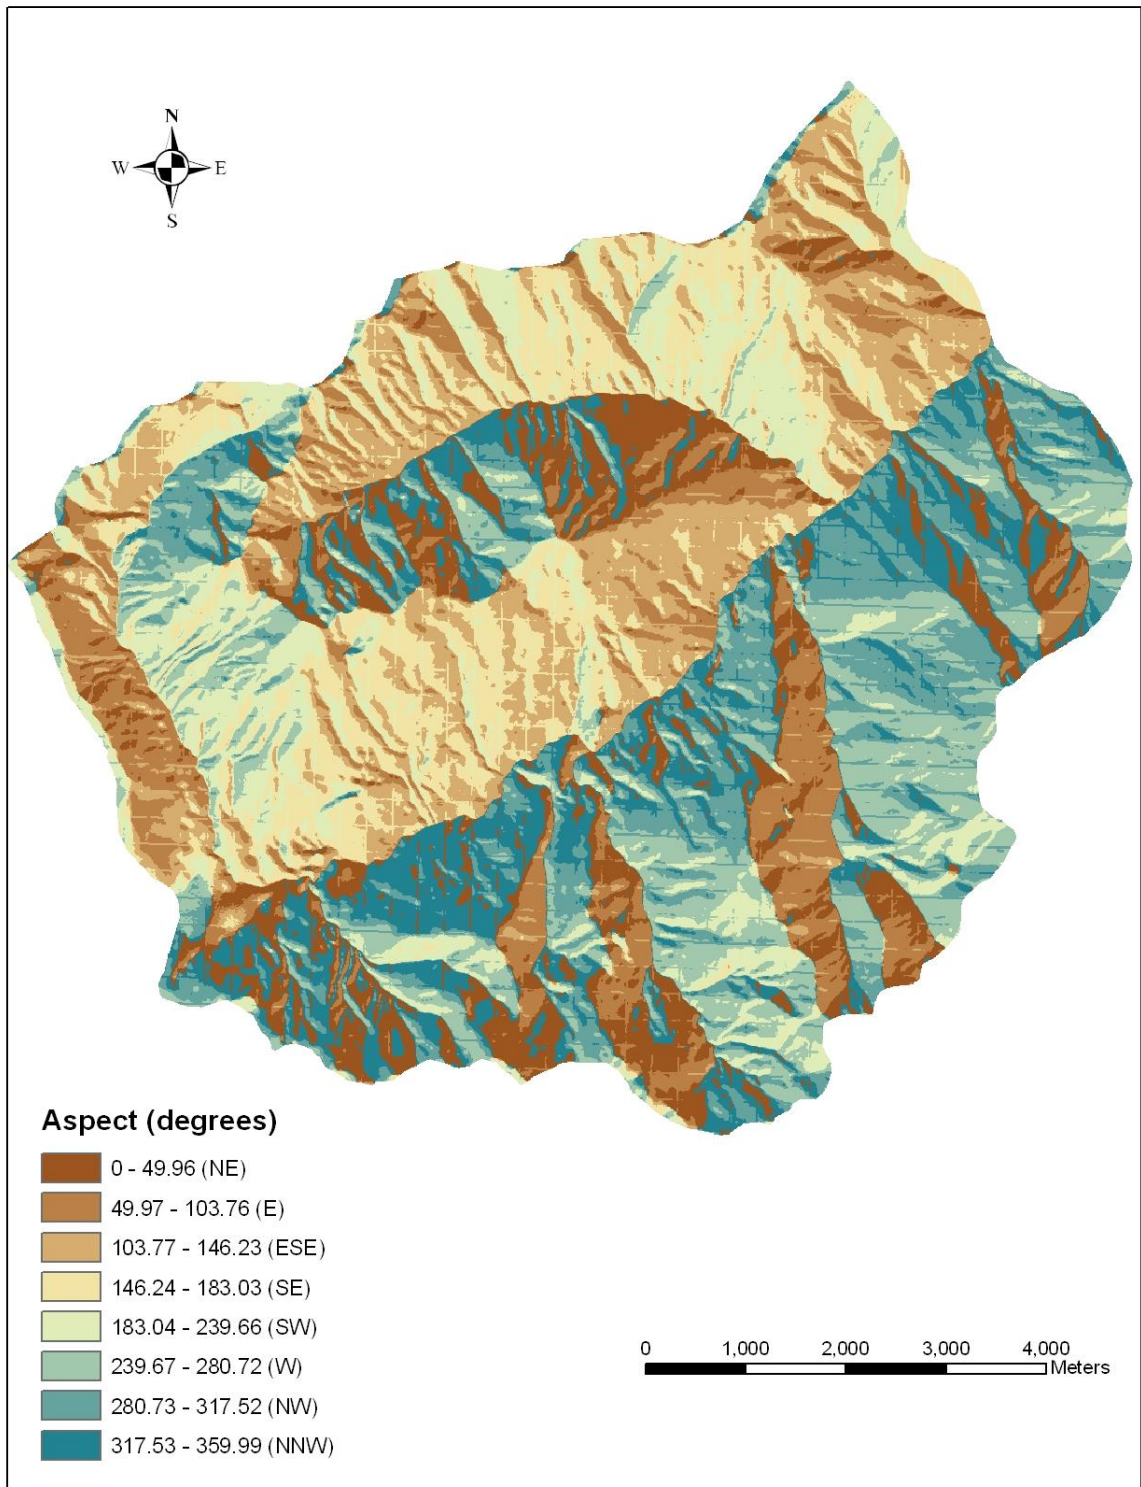 N
W E
S
Aspect (degrees)
0 - 49.96 (NE)
49.97 - 103.76 (E)
103.77 - 146.23 (ESE)
146.24 - 183.03 (SE)
183.04 - 239.66 (SW)
239.67 - 280.72 (W)
280.73 - 317.52 (NW)
317.53 - 359.99 (NNW)
0 1,000 2,000 3,000 4,000
Meters